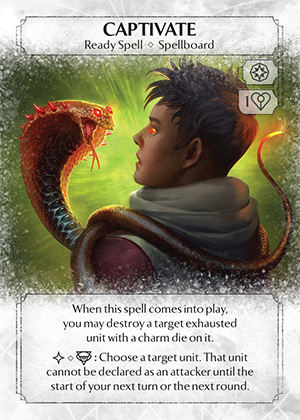 CAPTIVATE
Ready Spell ⬦ Spellboard
1
When this spell comes into play,
you may destroy a target exhausted
unit with a charm die on it.
⬦ : Choose a target unit. That unit
cannot be declared as an attacker until the
start of your next turn or the next round.